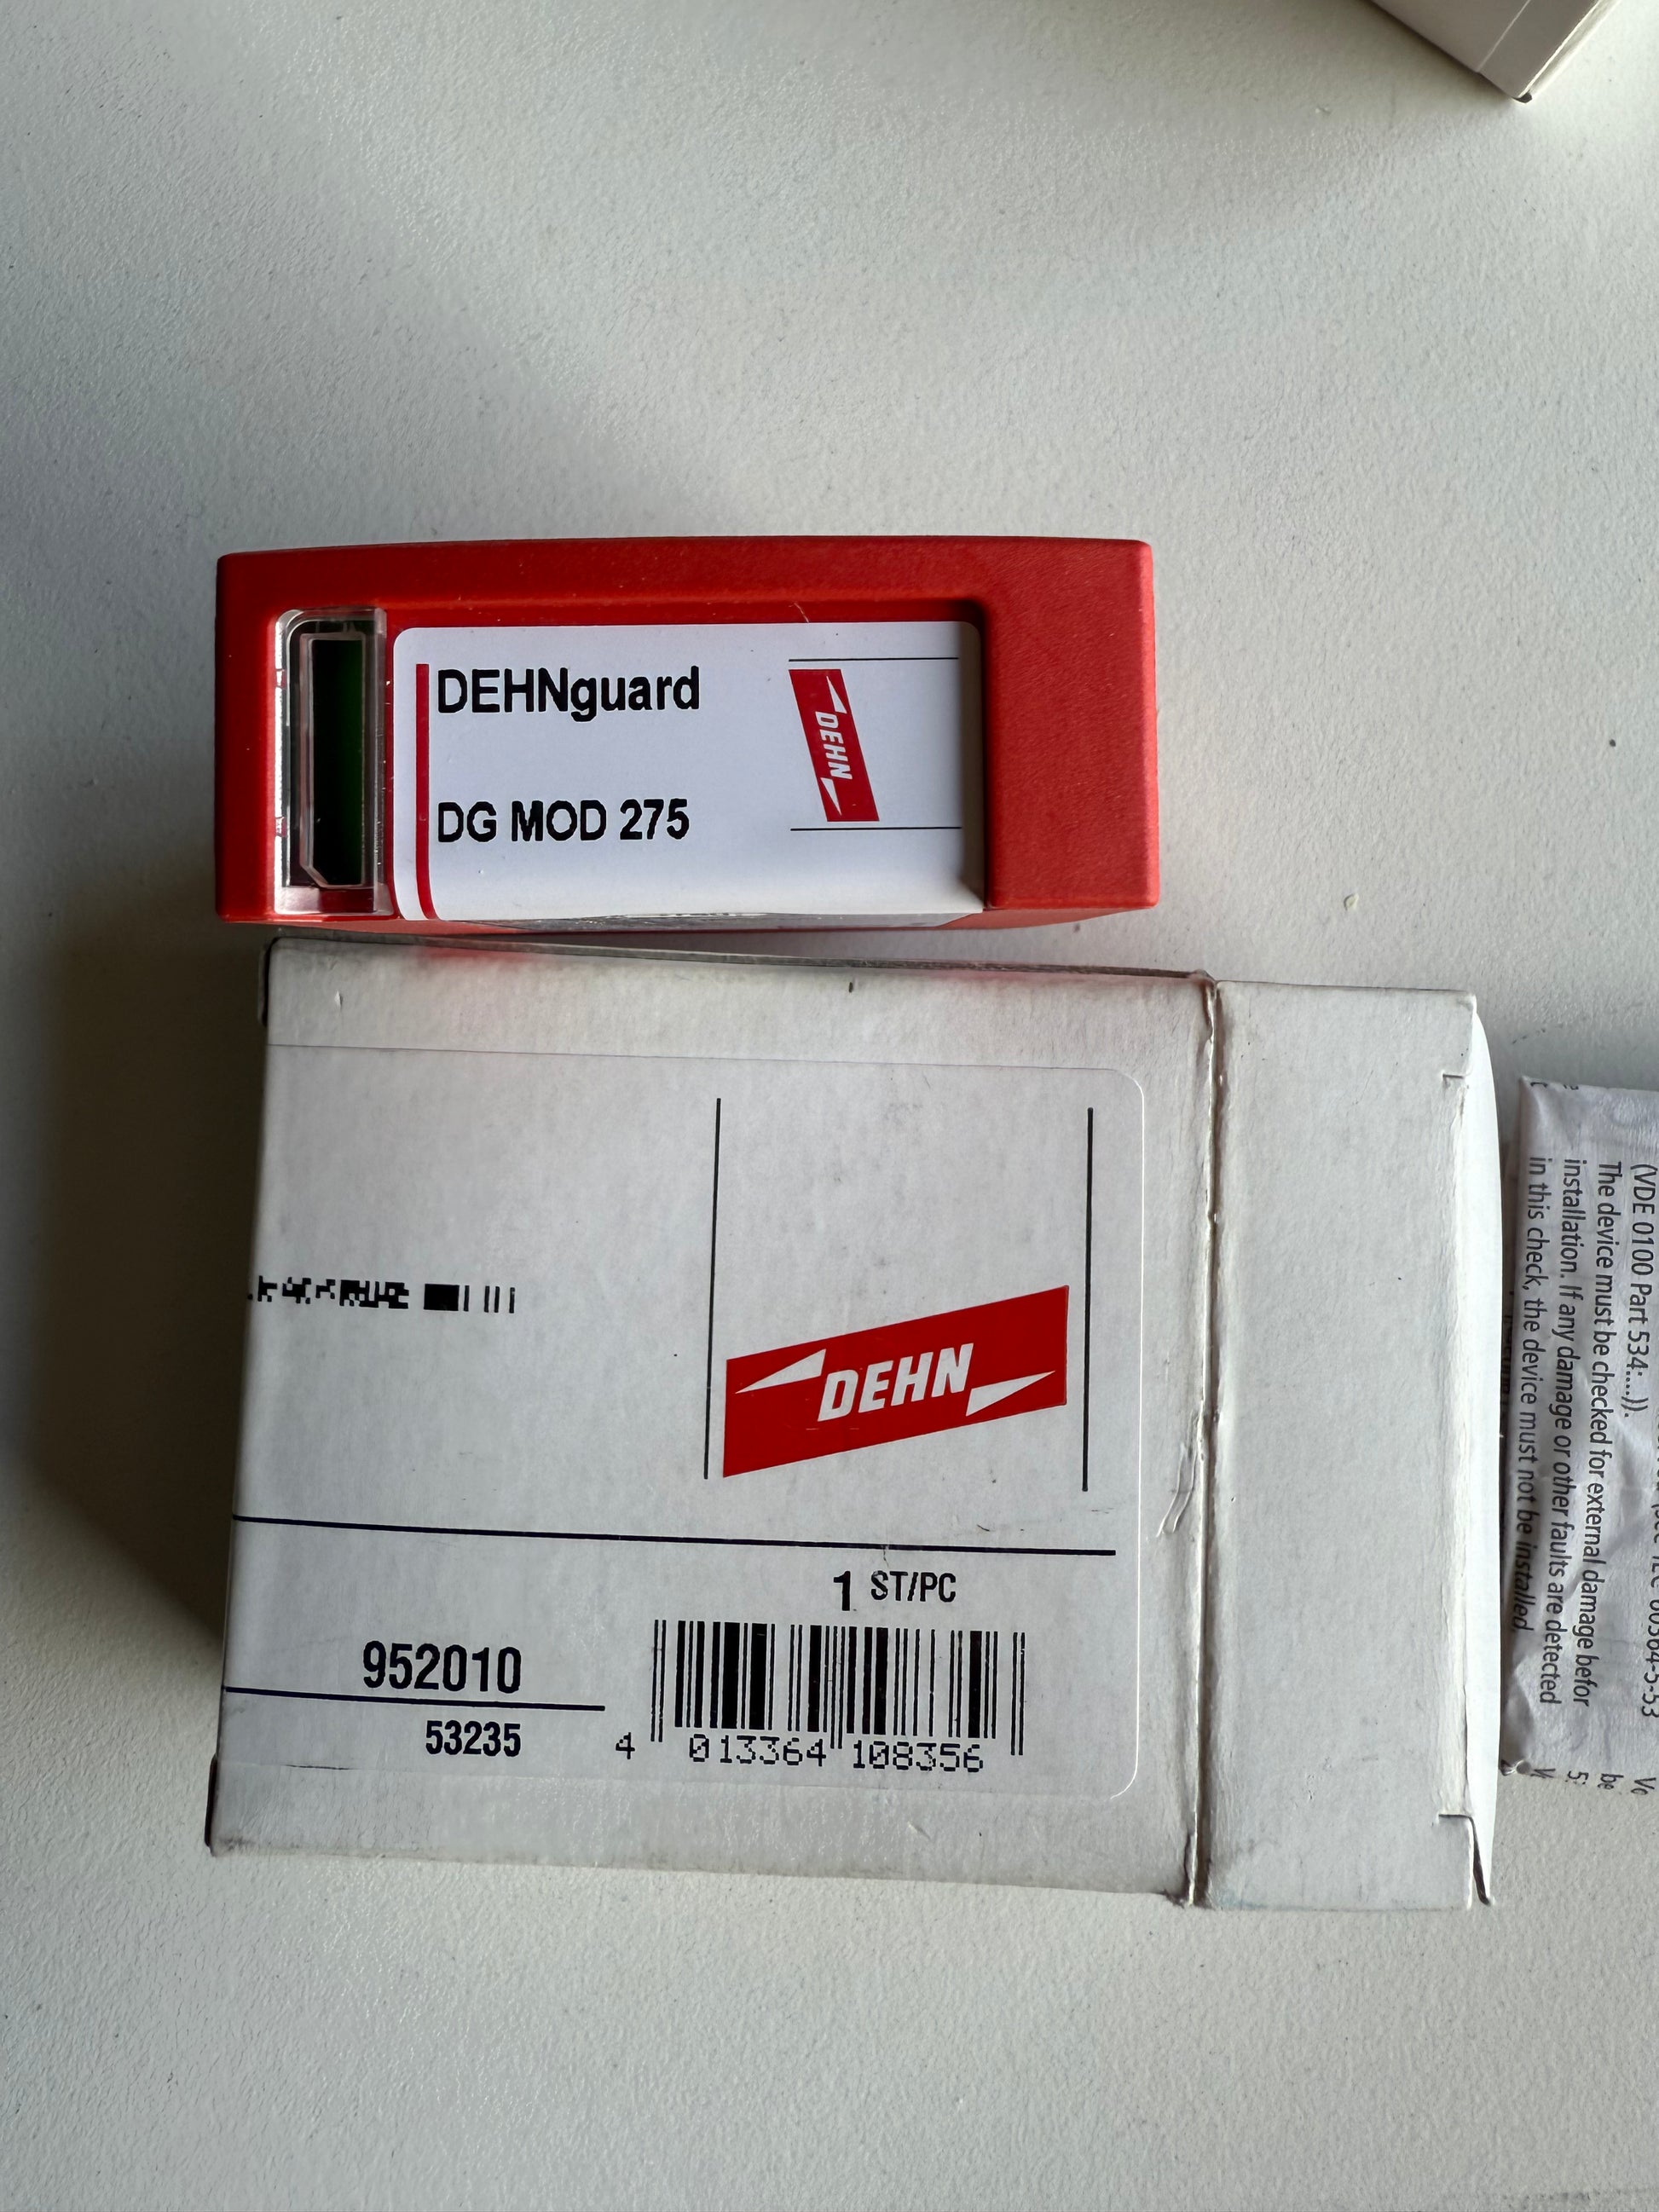 DEHNguard
DG MOD 275
DEHN
DEHN
1 ST/PC
952010
53235
4 013364 108356
(VDE 0100 Part 534:...)).
The device must be checked for external damage befor
installation. If any damage or other faults are detected
in this check, the device must not be installed.